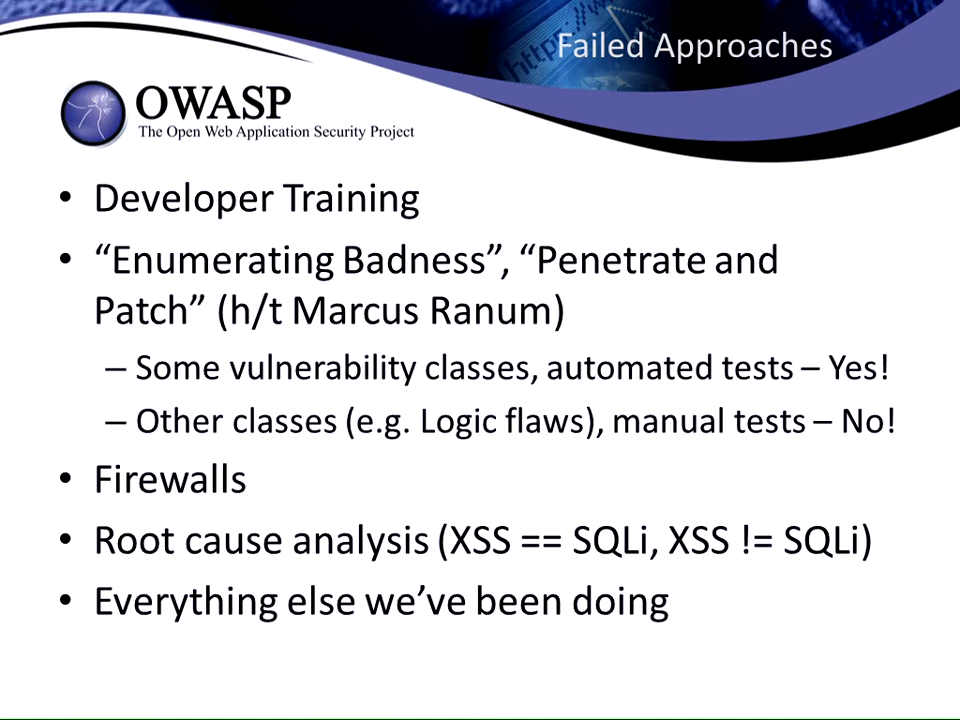 Failed Approaches
https:
OWASP
The Open Web Application Security Project
• Developer Training
• “Enumerating Badness”, “Penetrate and
Patch” (h/t Marcus Ranum)
– Some vulnerability classes, automated tests – Yes!
– Other classes (e.g. Logic flaws), manual tests – No!
• Firewalls
• Root cause analysis (XSS == SQLi, XSS != SQLi)
• Everything else we’ve been doing